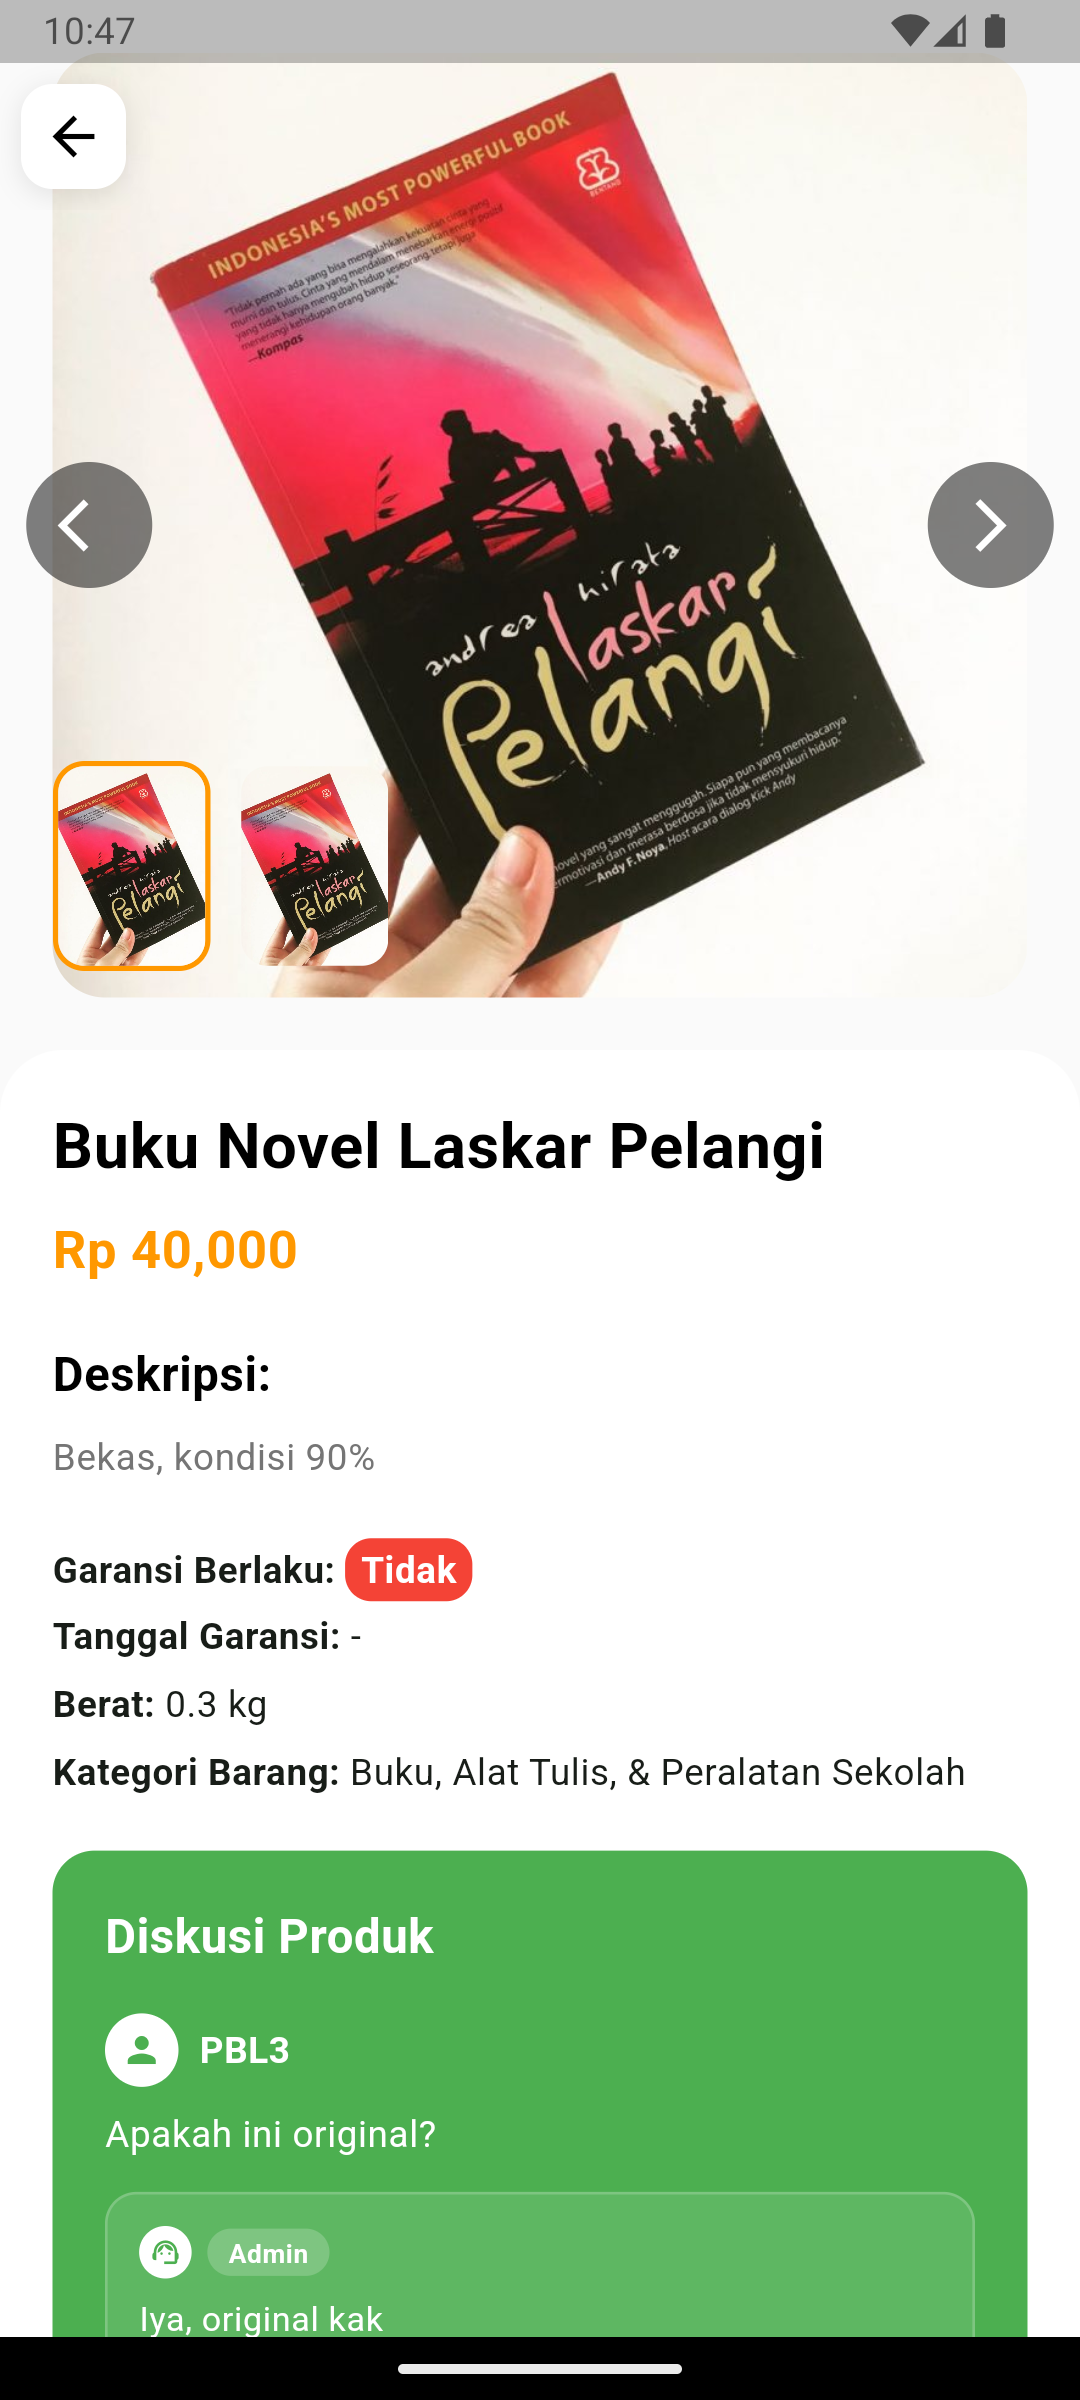 10:47
INDONESIA'S MOST POWERFUL BOOK
BENTANG
"Tidak pernah ada yang bisa mengalahkan kekuatan cinta yang
murni dan tulus. Cinta yang mendalam menebarkan energi positif
yang tidak hanya mengubah hidup seseorang, tetapi juga
menerangi kehidupan orang banyak."
—Kompas
andrea hirata
laskar
Pelangi
novel yang sangat menggugah. Siapa pun yang membacanya
ermotivasi dan merasa berdosa jika tidak mensyukuri hidup."
—Andy F. Noya, Host acara dialog Kick Andy
Buku Novel Laskar Pelangi
Rp 40,000
Deskripsi:
Bekas, kondisi 90%
Garansi Berlaku: Tidak
Tanggal Garansi: -
Berat: 0.3 kg
Kategori Barang: Buku, Alat Tulis, & Peralatan Sekolah
Diskusi Produk
PBL3
Apakah ini original?
Admin
Iya, original kak